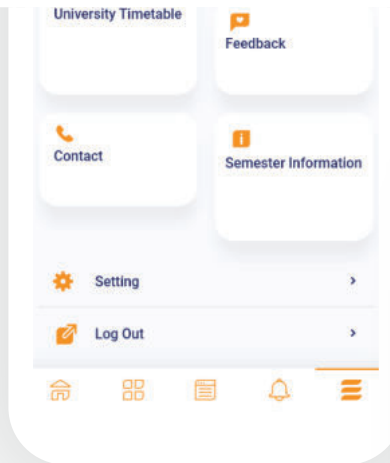 University Timetable
Feedback
Contact
Semester Information
Setting
Log Out